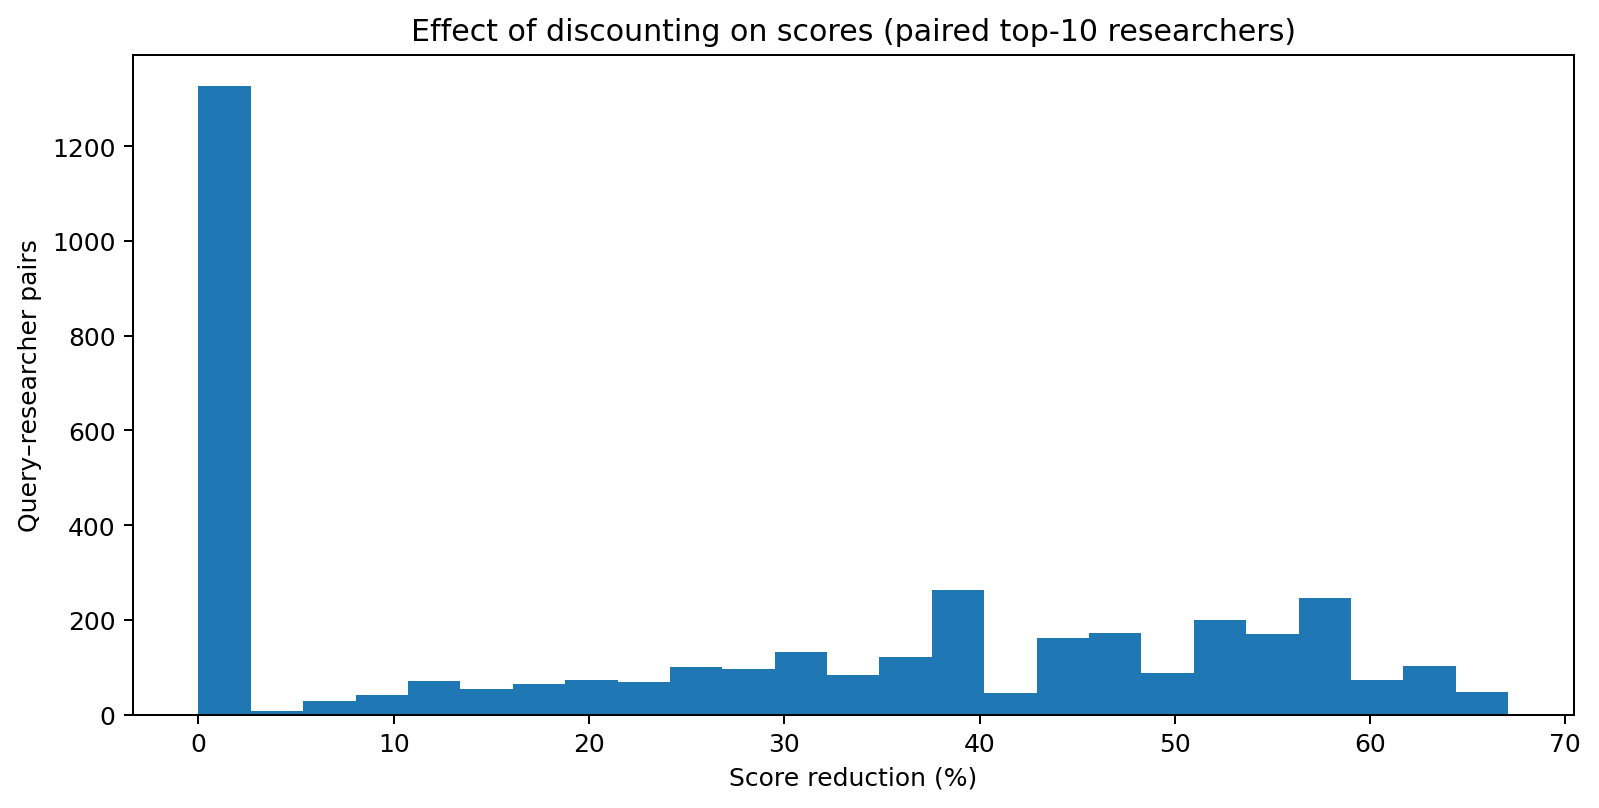 Effect of discounting on scores (paired top-10 researchers)
Query–researcher pairs
1200
1000
800
600
400
200
0
0 10 20 30 40 50 60 70
Score reduction (%)